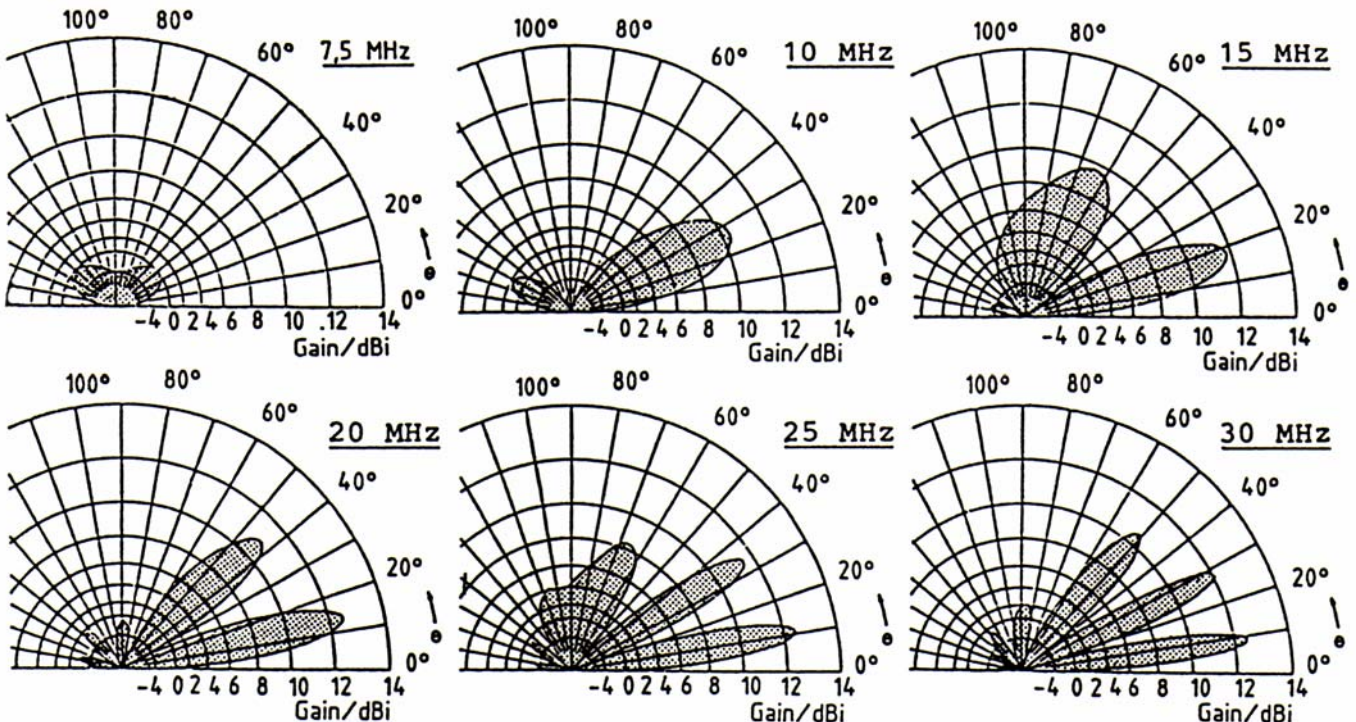 100° 80° 60° 40° 20° 0° 7,5 MHz θ
-4 0 2 4 6 8 10 .12 14
Gain/dBi
100° 80° 60° 40° 20° 0° 10 MHz θ
-4 0 2 4 6 8 10 12 14
Gain/dBi
100° 80° 60° 40° 20° 0° 15 MHz θ
-4 0 2 4 6 8 10 12 14
Gain/dBi
100° 80° 60° 40° 20° 0° 20 MHz θ
-4 0 2 4 6 8 10 12 14
Gain/dBi
100° 80° 60° 40° 20° 0° 25 MHz θ
-4 0 2 4 6 8 10 12 14
Gain/dBi
100° 80° 60° 40° 20° 0° 30 MHz θ
-4 0 2 4 6 8 10 12 14
Gain/dBi